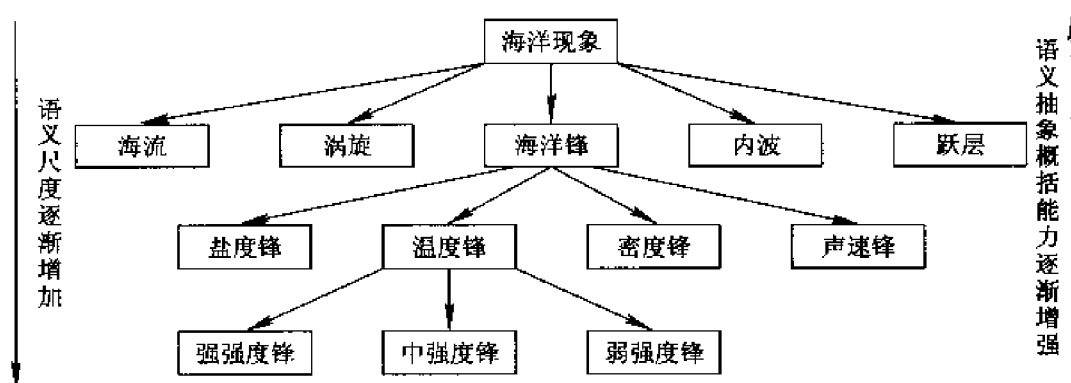 海洋现象
语义尺度逐渐增加
语义抽象概括能力逐渐增强
海流
涡旋
海洋锋
内波
跃层
盐度锋
温度锋
密度锋
声速锋
强强度锋
中强度锋
弱强度锋